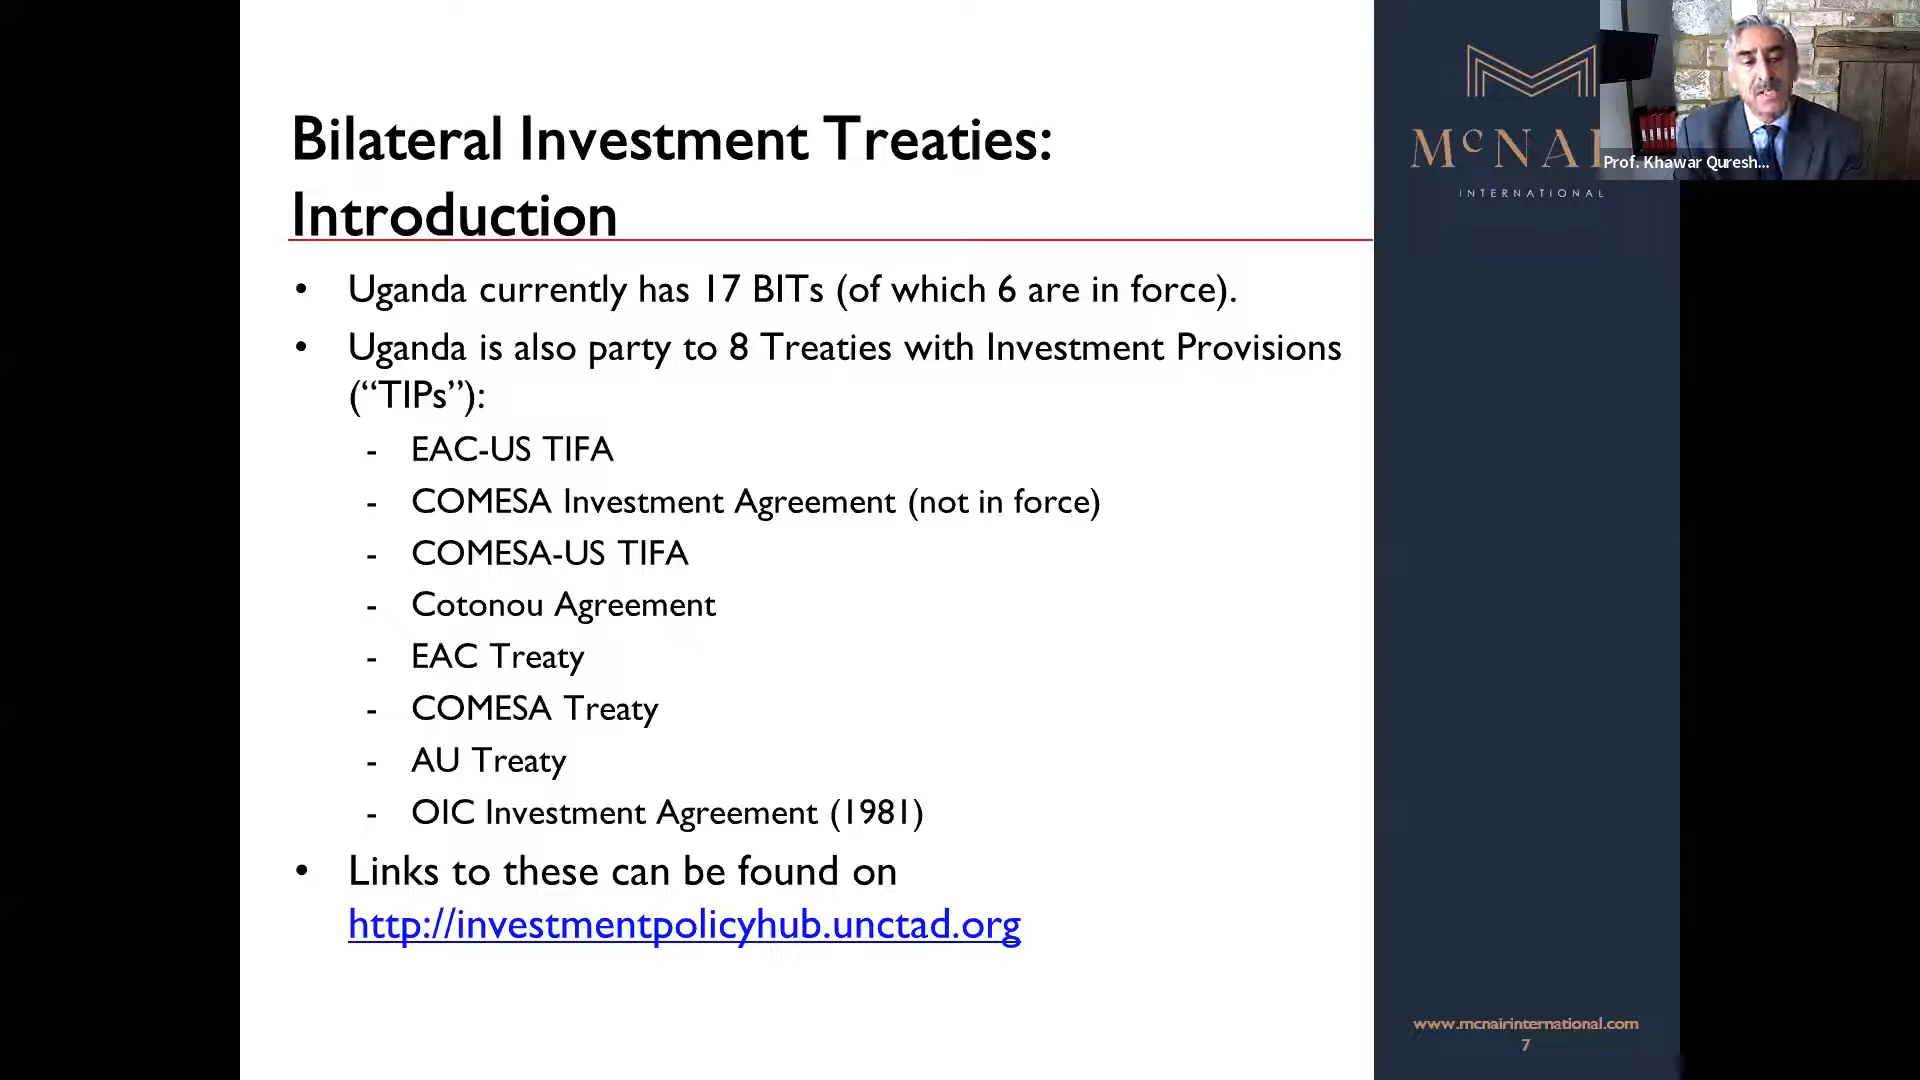 Bilateral Investment Treaties:
Introduction
• Uganda currently has 17 BITs (of which 6 are in force).
• Uganda is also party to 8 Treaties with Investment Provisions
(“TIPs”):
- EAC-US TIFA
- COMESA Investment Agreement (not in force)
- COMESA-US TIFA
- Cotonou Agreement
- EAC Treaty
- COMESA Treaty
- AU Treaty
- OIC Investment Agreement (1981)
• Links to these can be found on
http://investmentpolicyhub.unctad.org
McNAI
INTERNATIONAL
Prof. Khawar Quresh...
www.mcnairinternational.com
7